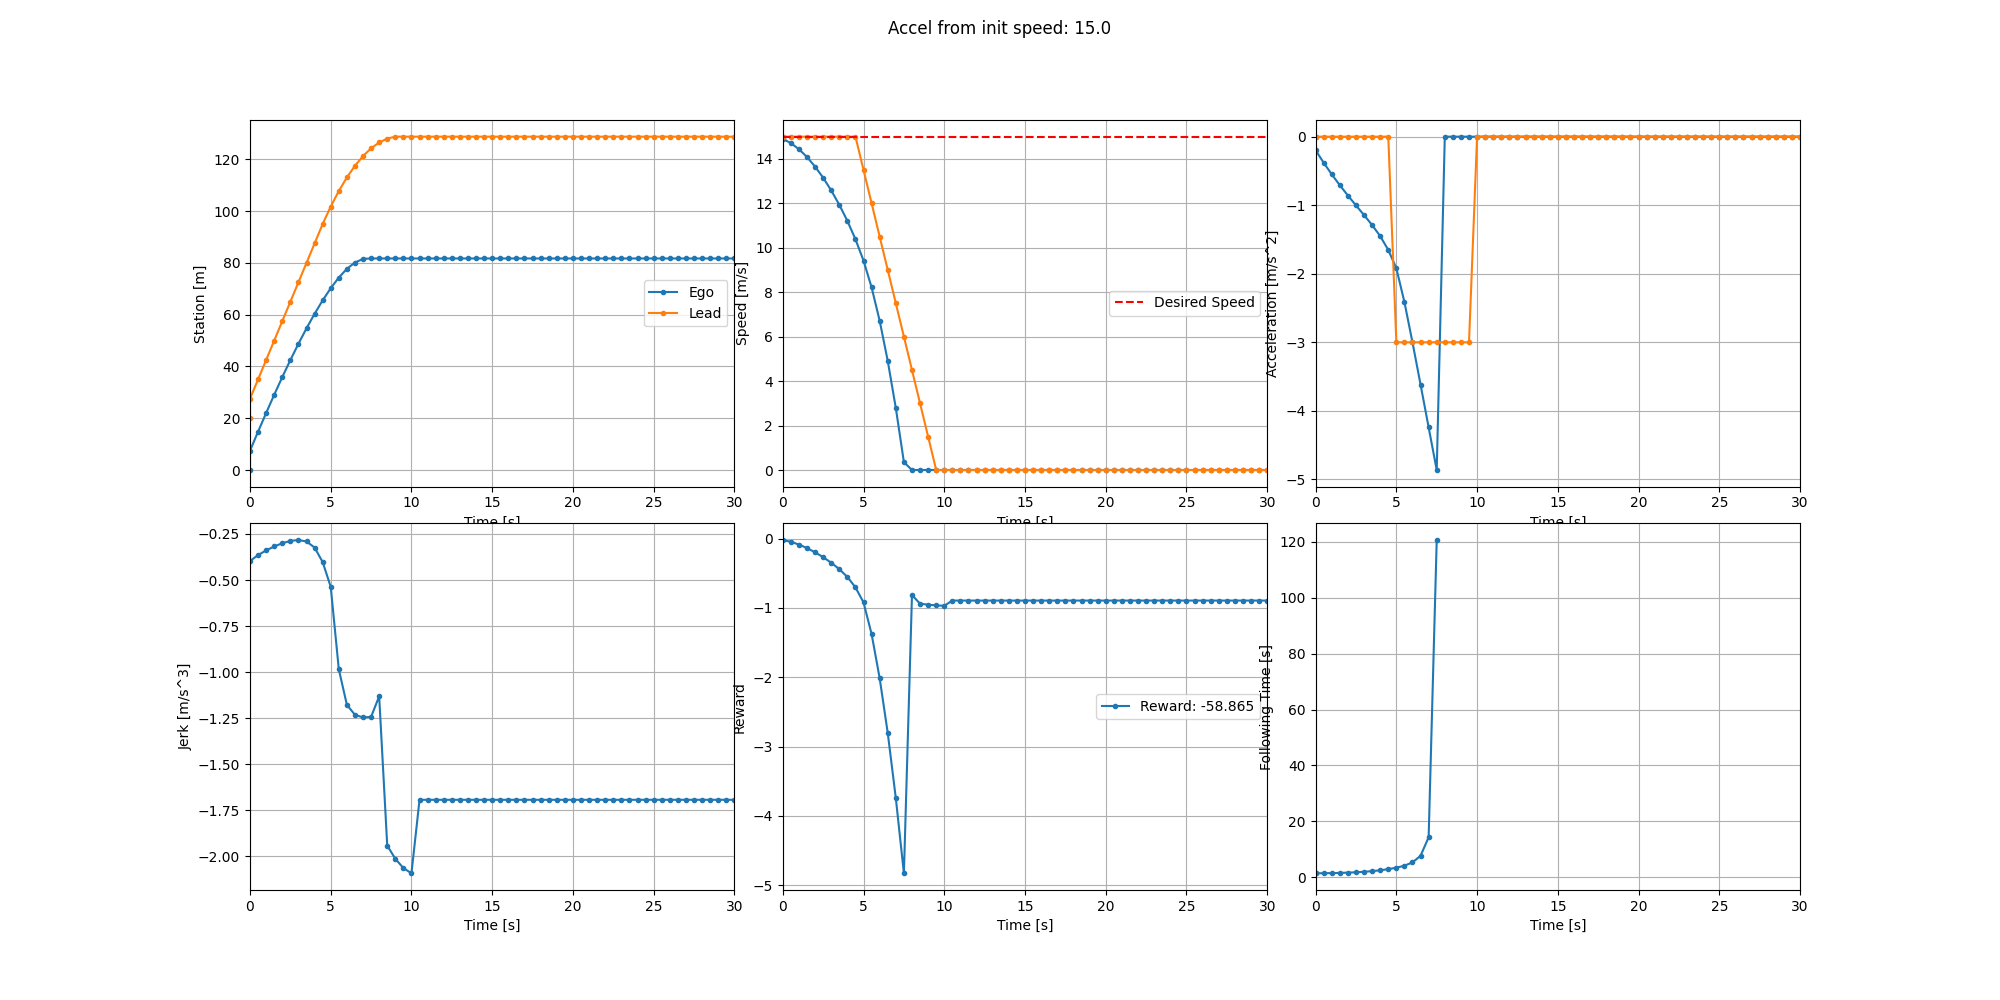 Accel from init speed: 15.0
Station [m]
120
100
80
60
40
20
0
Ego
Lead
0 5 10 15 20 25 30
Time [s]
Speed [m/s]
14
12
10
8
6
4
2
0
Desired Speed
0 5 10 15 20 25 30
Time [s]
Acceleration [m/s^2]
0
−1
−2
−3
−4
−5
0 5 10 15 20 25 30
Time [s]
Jerk [m/s^3]
−0.25
−0.50
−0.75
−1.00
−1.25
−1.50
−1.75
−2.00
0 5 10 15 20 25 30
Time [s]
Reward
0
−1
−2
−3
−4
−5
Reward: -58.865
0 5 10 15 20 25 30
Time [s]
Following Time [s]
120
100
80
60
40
20
0
0 5 10 15 20 25 30
Time [s]